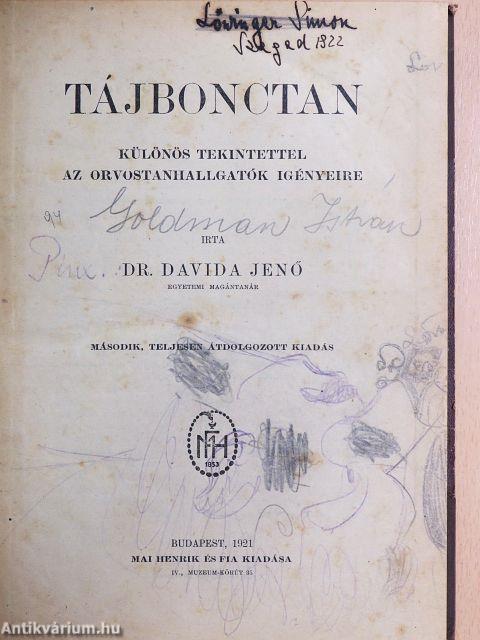 Lőwinger Simon
Szeged 1922
TÁJBONCTAN
KÜLÖNÖS TEKINTETTEL
AZ ORVOSTANHALLGATÓK IGÉNYEIRE
Goldman István
IRTA
DR. DAVIDA JENŐ
EGYETEMI MAGÁNTANÁR
MÁSODIK, TELJESEN ÁTDOLGOZOTT KIADÁS
MFH
1853
BUDAPEST, 1921
MAI HENRIK ÉS FIA KIADÁSA
IV., MUZEUM-KÖRÚT 35
Antikvárium.hu